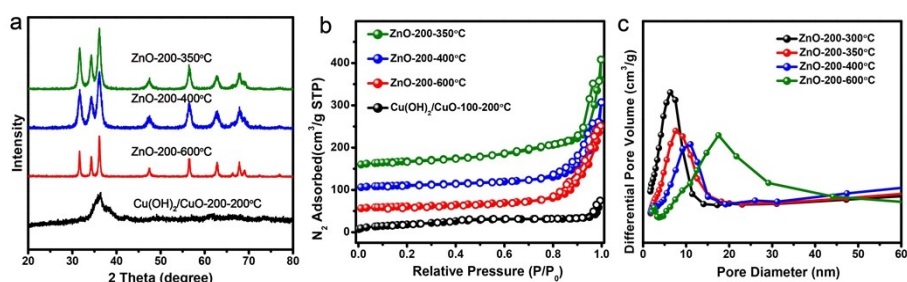 a
ZnO-200-350°C
ZnO-200-400°C
ZnO-200-600°C
Cu(OH)₂/CuO-200-200°C
Intensity
20 30 40 50 60 70 80
2 Theta (degree)
b
ZnO-200-350°C
ZnO-200-400°C
ZnO-200-600°C
Cu(OH)₂/CuO-100-200°C
N₂ Adsorbed(cm³/g STP)
400
300
200
100
0
0.0 0.2 0.4 0.6 0.8 1.0
Relative Pressure (P/P₀)
c
ZnO-200-300°C
ZnO-200-350°C
ZnO-200-400°C
ZnO-200-600°C
Differential Pore Volume (cm³/g)
0 10 20 30 40 50 60
Pore Diameter (nm)